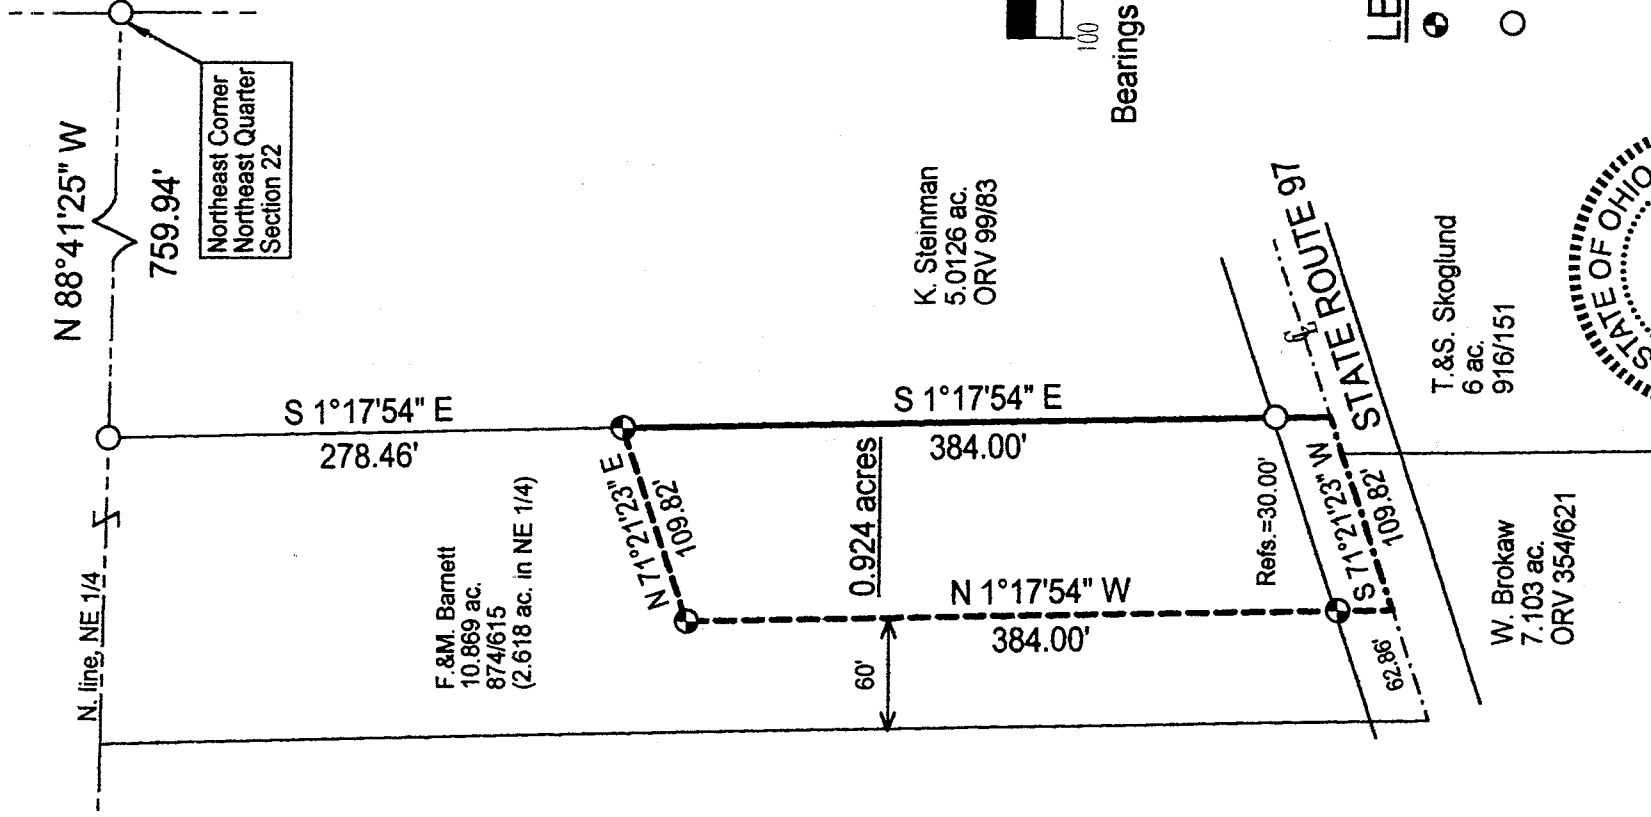 N 88°41'25" W
759.94'
Northeast Corner
Northeast Quarter
Section 22
N. line, NE 1/4
S 1°17'54" E
278.46'
F.&M. Barnett
10.869 ac.
874/615
(2.618 ac. in NE 1/4)
N 71°21'23" E
109.82'
S 1°17'54" E
384.00'
0.924 acres
N 1°17'54" W
384.00'
60'
K. Steinman
5.0126 ac.
ORV 99/83
100
Bearings
LE
Refs.=30.00'
STATE ROUTE 97
S 71°21'23" W
109.82'
62.86'
T.&S. Skoglund
6 ac.
916/151
W. Brokaw
7.103 ac.
ORV 354/621
STATE OF OHIO